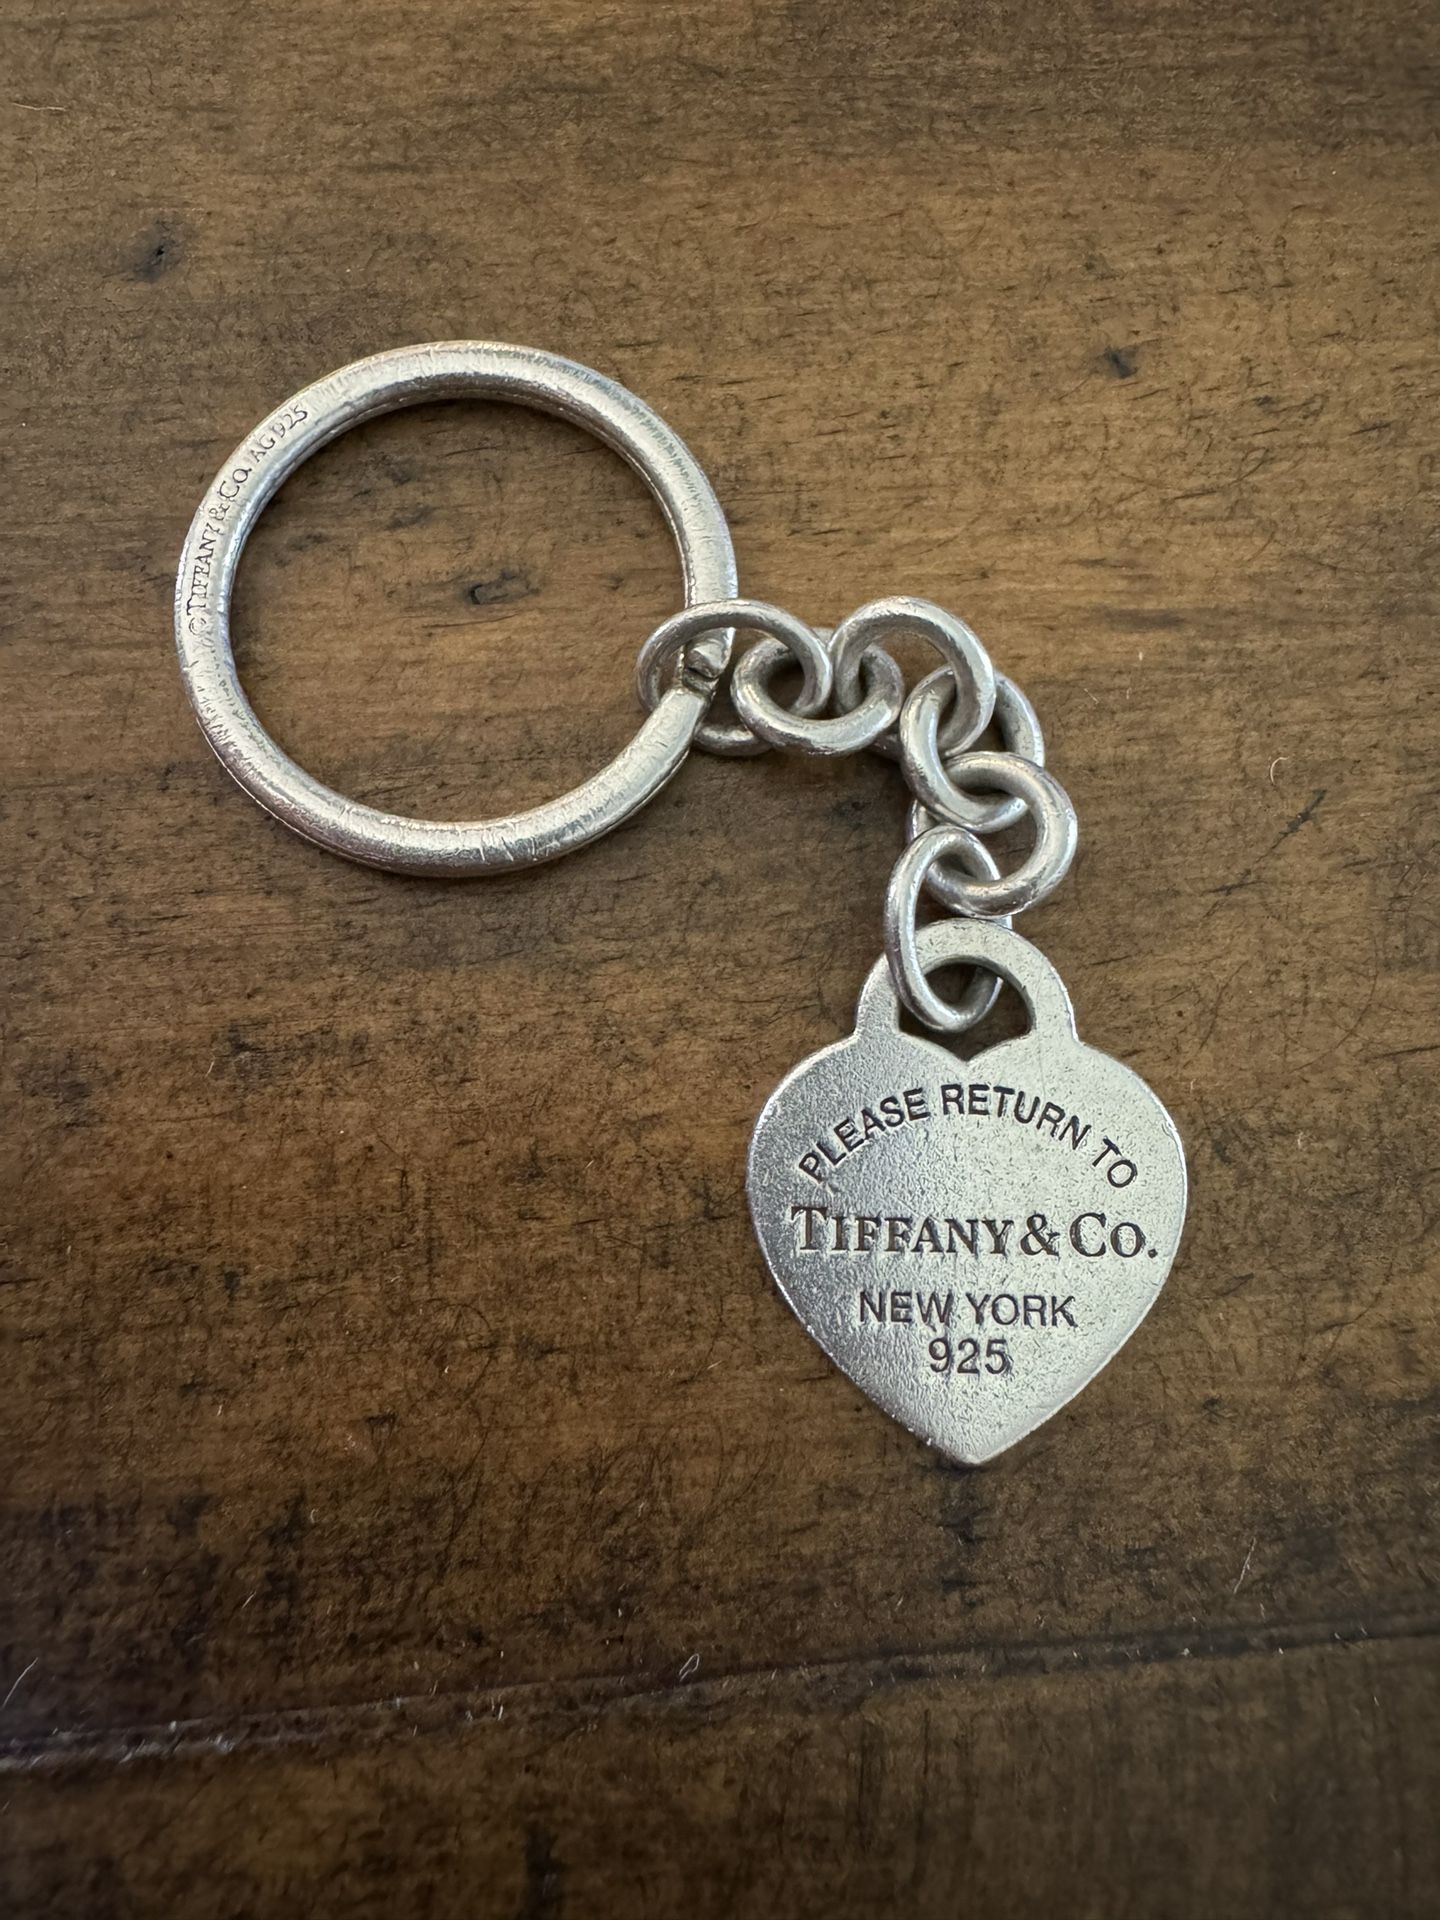 ©TIFFANY & CO. AG 925
PLEASE RETURN TO
TIFFANY & CO.
NEW YORK
925